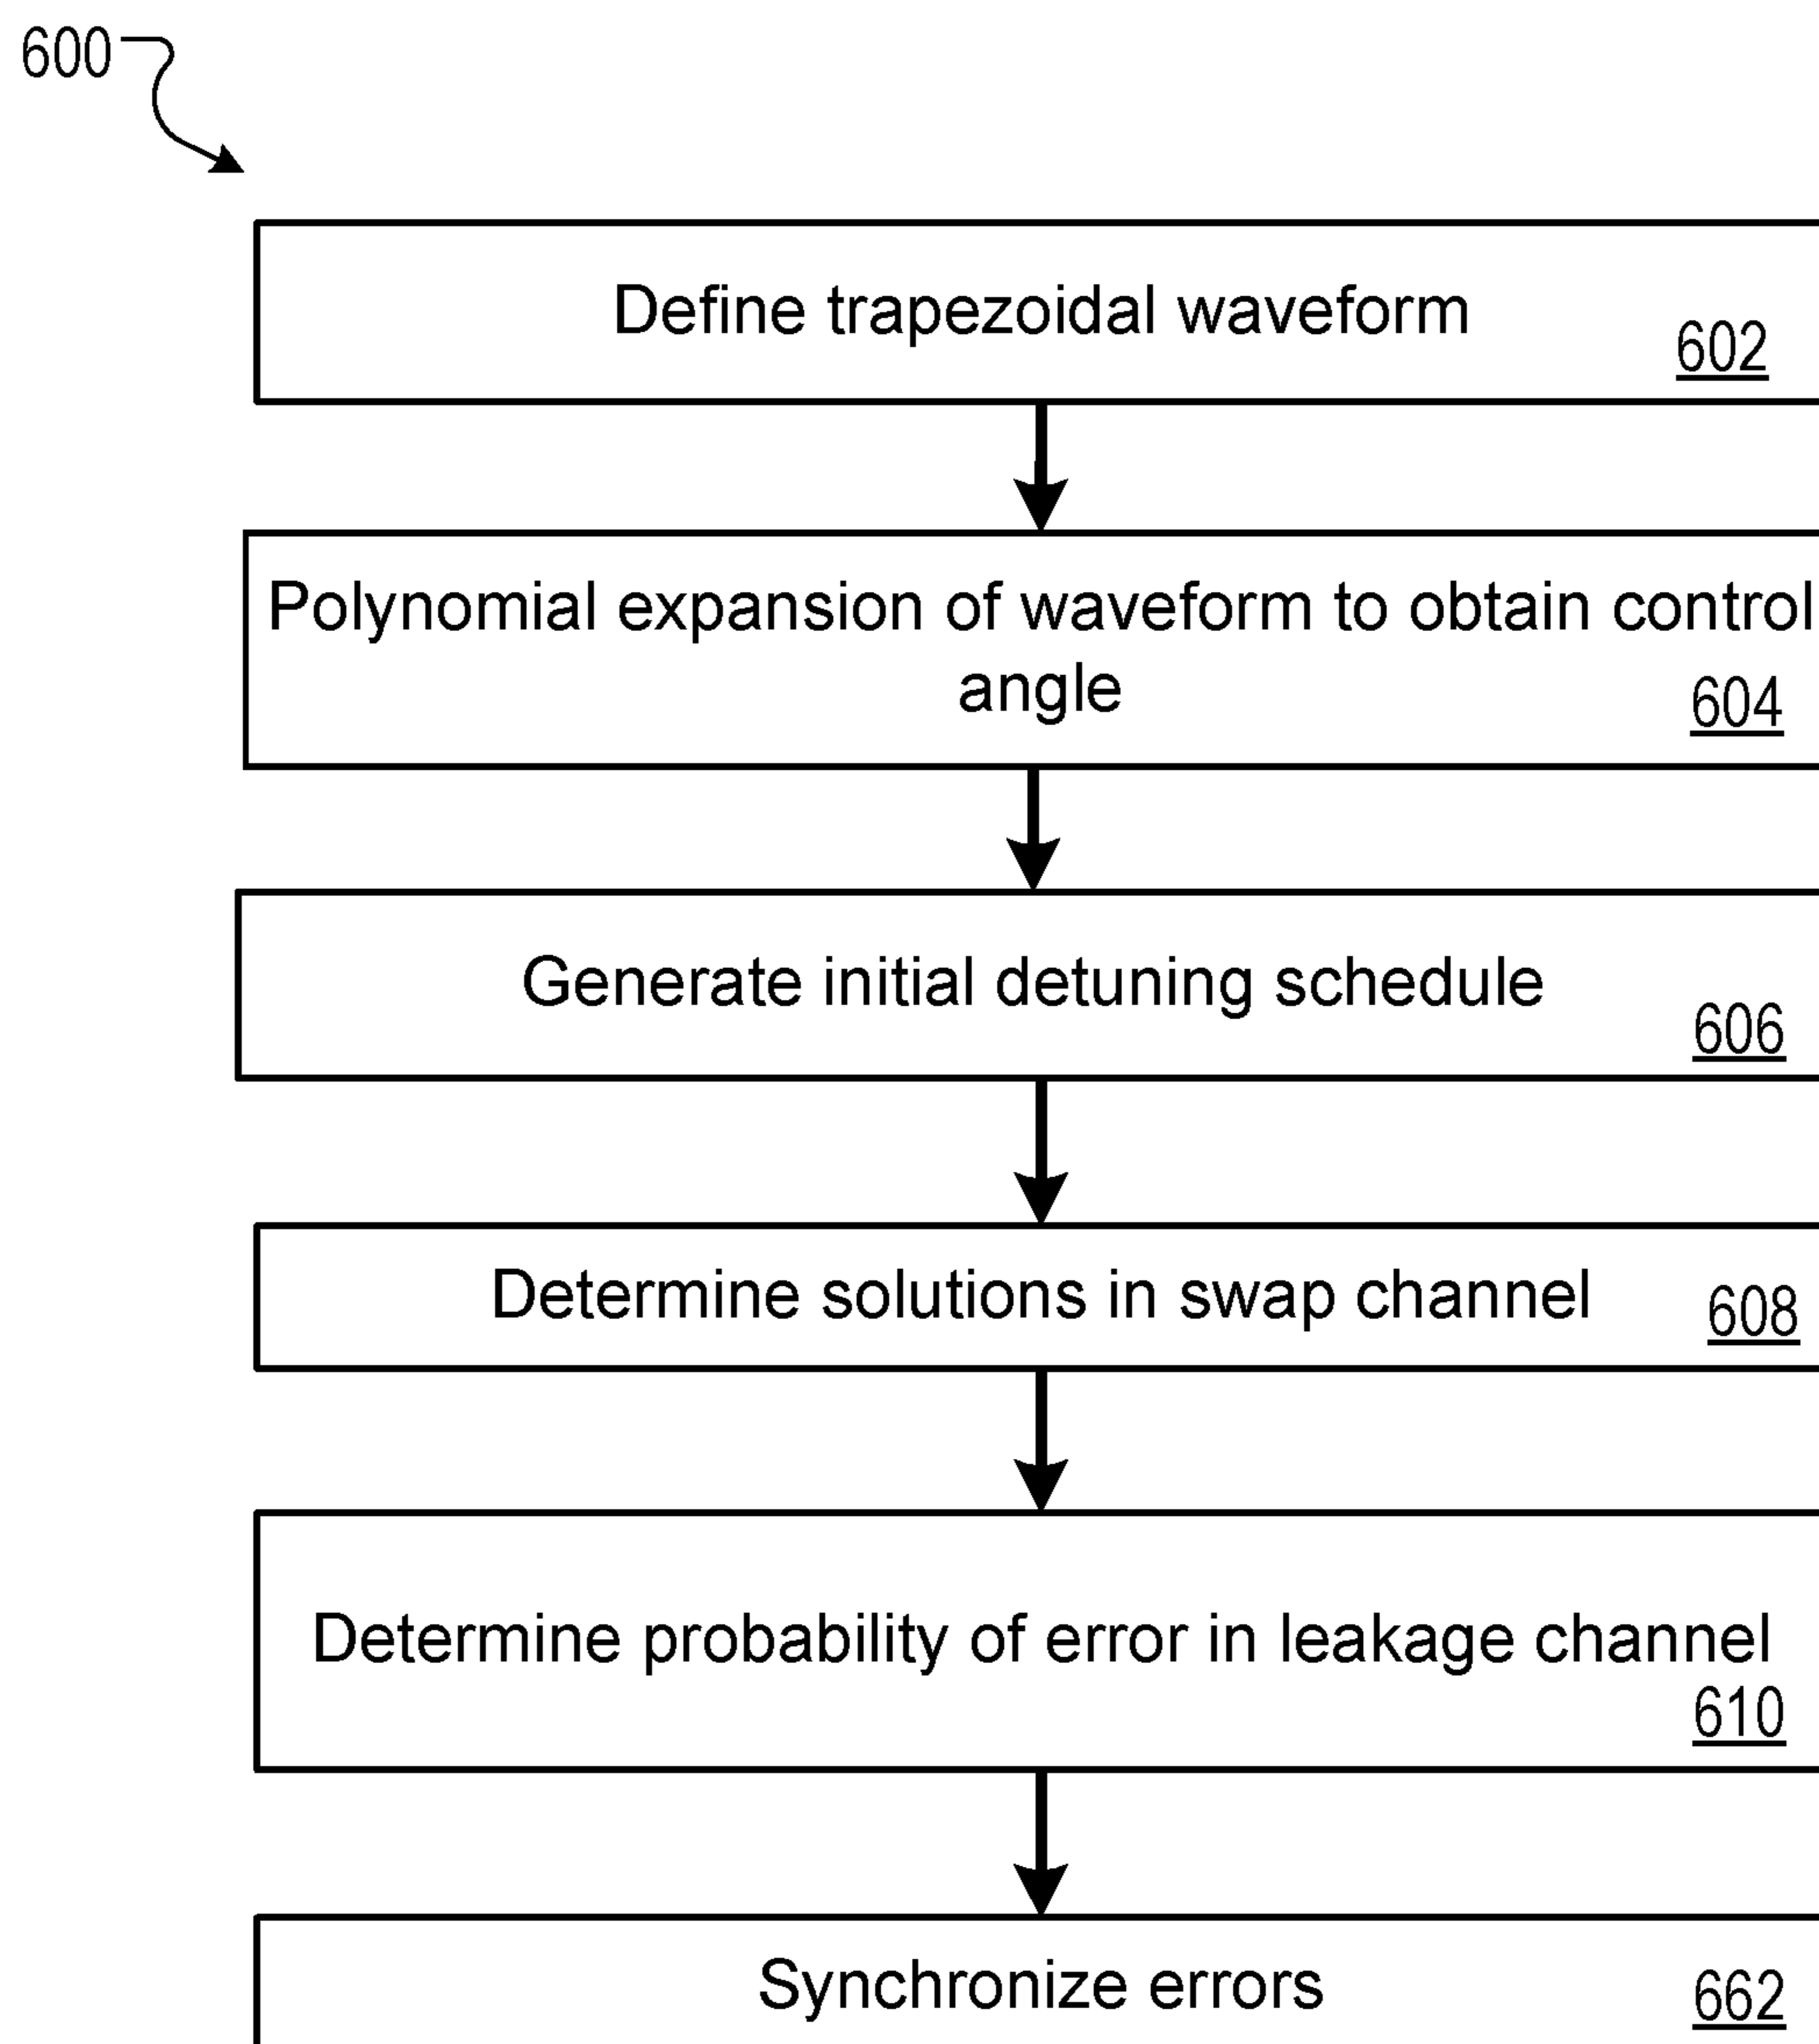 600
Define trapezoidal waveform
602
Polynomial expansion of waveform to obtain control
angle
604
Generate initial detuning schedule
606
Determine solutions in swap channel
608
Determine probability of error in leakage channel
610
Synchronize errors
662